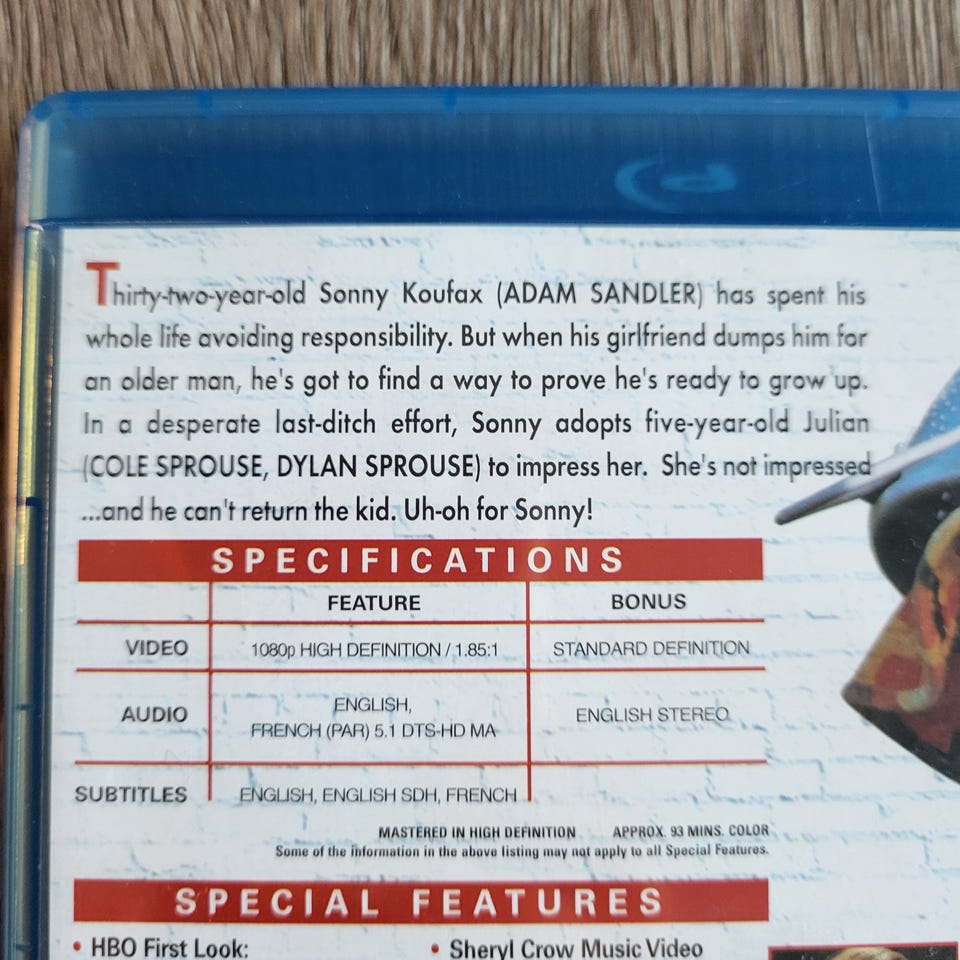 Thirty-two-year-old Sonny Koufax (ADAM SANDLER) has spent his
whole life avoiding responsibility. But when his girlfriend dumps him for
an older man, he's got to find a way to prove he's ready to grow up.
In a desperate last-ditch effort, Sonny adopts five-year-old Julian
(COLE SPROUSE, DYLAN SPROUSE) to impress her. She's not impressed
...and he can't return the kid. Uh-oh for Sonny!
SPECIFICATIONS
FEATURE BONUS
VIDEO 1080p HIGH DEFINITION / 1.85:1 STANDARD DEFINITION
AUDIO ENGLISH, FRENCH (PAR) 5.1 DTS-HD MA ENGLISH STEREO
SUBTITLES ENGLISH, ENGLISH SDH, FRENCH
MASTERED IN HIGH DEFINITION APPROX. 93 MINS. COLOR
Some of the information in the above listing may not apply to all Special Features.
SPECIAL FEATURES
• HBO First Look: • Sheryl Crow Music Video